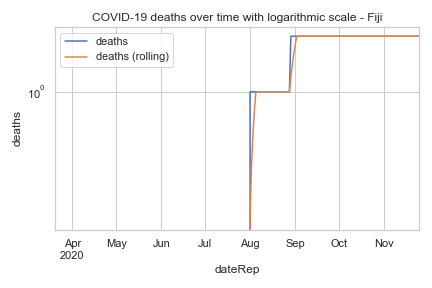 COVID-19 deaths over time with logarithmic scale - Fiji
deaths
deaths (rolling)
10⁰
deaths
Apr May Jun Jul Aug Sep Oct Nov
2020
dateRep